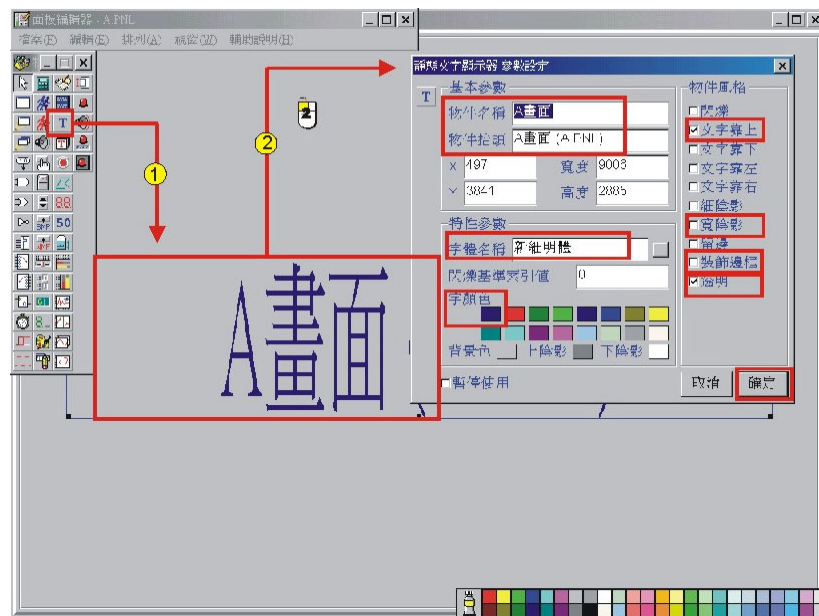 面板編輯器 - A.PNL
檔案(F) 編輯(E) 排列(A) 視窗(W) 輔助說明(H)
T
50
1
2
2
A畫面
靜態文字顯示器 參數設定
T
基本參數
物件名稱 A畫面
物件抬頭 A畫面 (A.PNL)
X 497 寬度 9003
Y 3841 高度 2885
特性參數
字體名稱 新細明體
閃爍基準索引值 0
字顏色
背景色 上陰影 下陰影
暫停使用
物件風格
閃爍
文字靠上
文字靠下
文字靠左
文字靠右
細陰影
寬陰影
留邊
裝飾邊框
透明
取消 確定